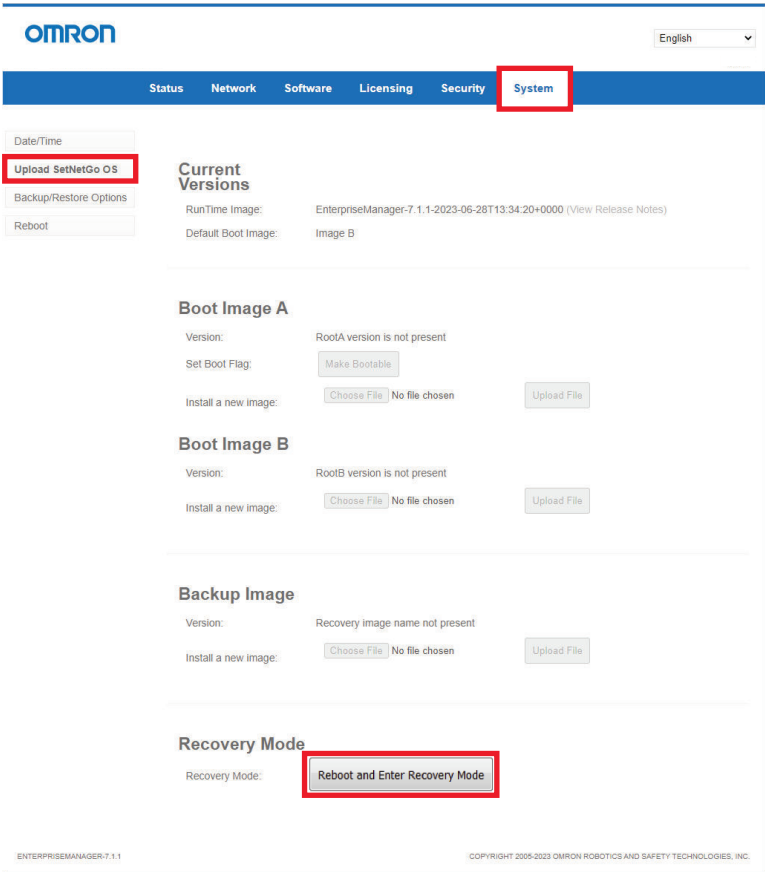 OMRON
English
Status Network Software Licensing Security System
Date/Time
Upload SetNetGo OS
Backup/Restore Options
Reboot
Current
Versions
RunTime Image: EnterpriseManager-7.1.1-2023-06-28T13:34:20+0000 (View Release Notes)
Default Boot Image: Image B
Boot Image A
Version: RootA version is not present
Set Boot Flag: Make Bootable
Install a new image: Choose File No file chosen Upload File
Boot Image B
Version: RootB version is not present
Install a new image: Choose File No file chosen Upload File
Backup Image
Version: Recovery image name not present
Install a new image: Choose File No file chosen Upload File
Recovery Mode
Recovery Mode: Reboot and Enter Recovery Mode
ENTERPRISEMANAGER-7.1.1 COPYRIGHT 2005-2023 OMRON ROBOTICS AND SAFETY TECHNOLOGIES, INC.